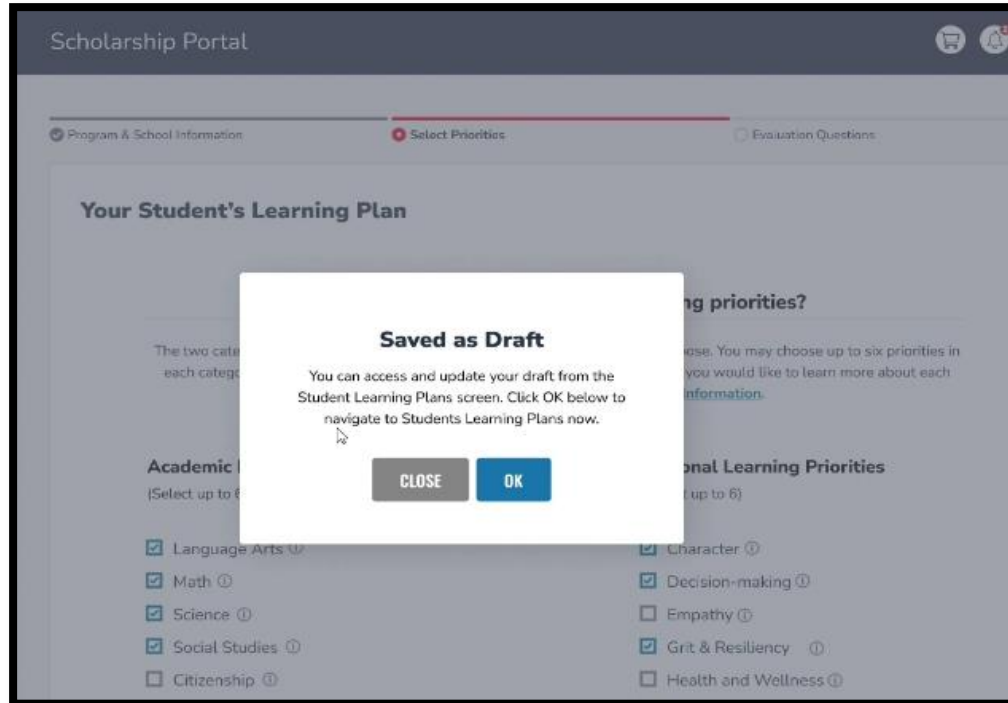 Scholarship Portal
Program & School Information
Select Priorities
Evaluation Questions
Your Student's Learning Plan
ng priorities?
The two cate
ose. You may choose up to six priorities in
each catego
you would like to learn more about each
information.
Saved as Draft
You can access and update your draft from the
Student Learning Plans screen. Click OK below to
navigate to Students Learning Plans now.
CLOSE
OK
Academic
onal Learning Priorities
(Select up to 6
t up to 6)
Language Arts
Character
Math
Decision-making
Science
Empathy
Social Studies
Grit & Resiliency
Citizenship
Health and Wellness